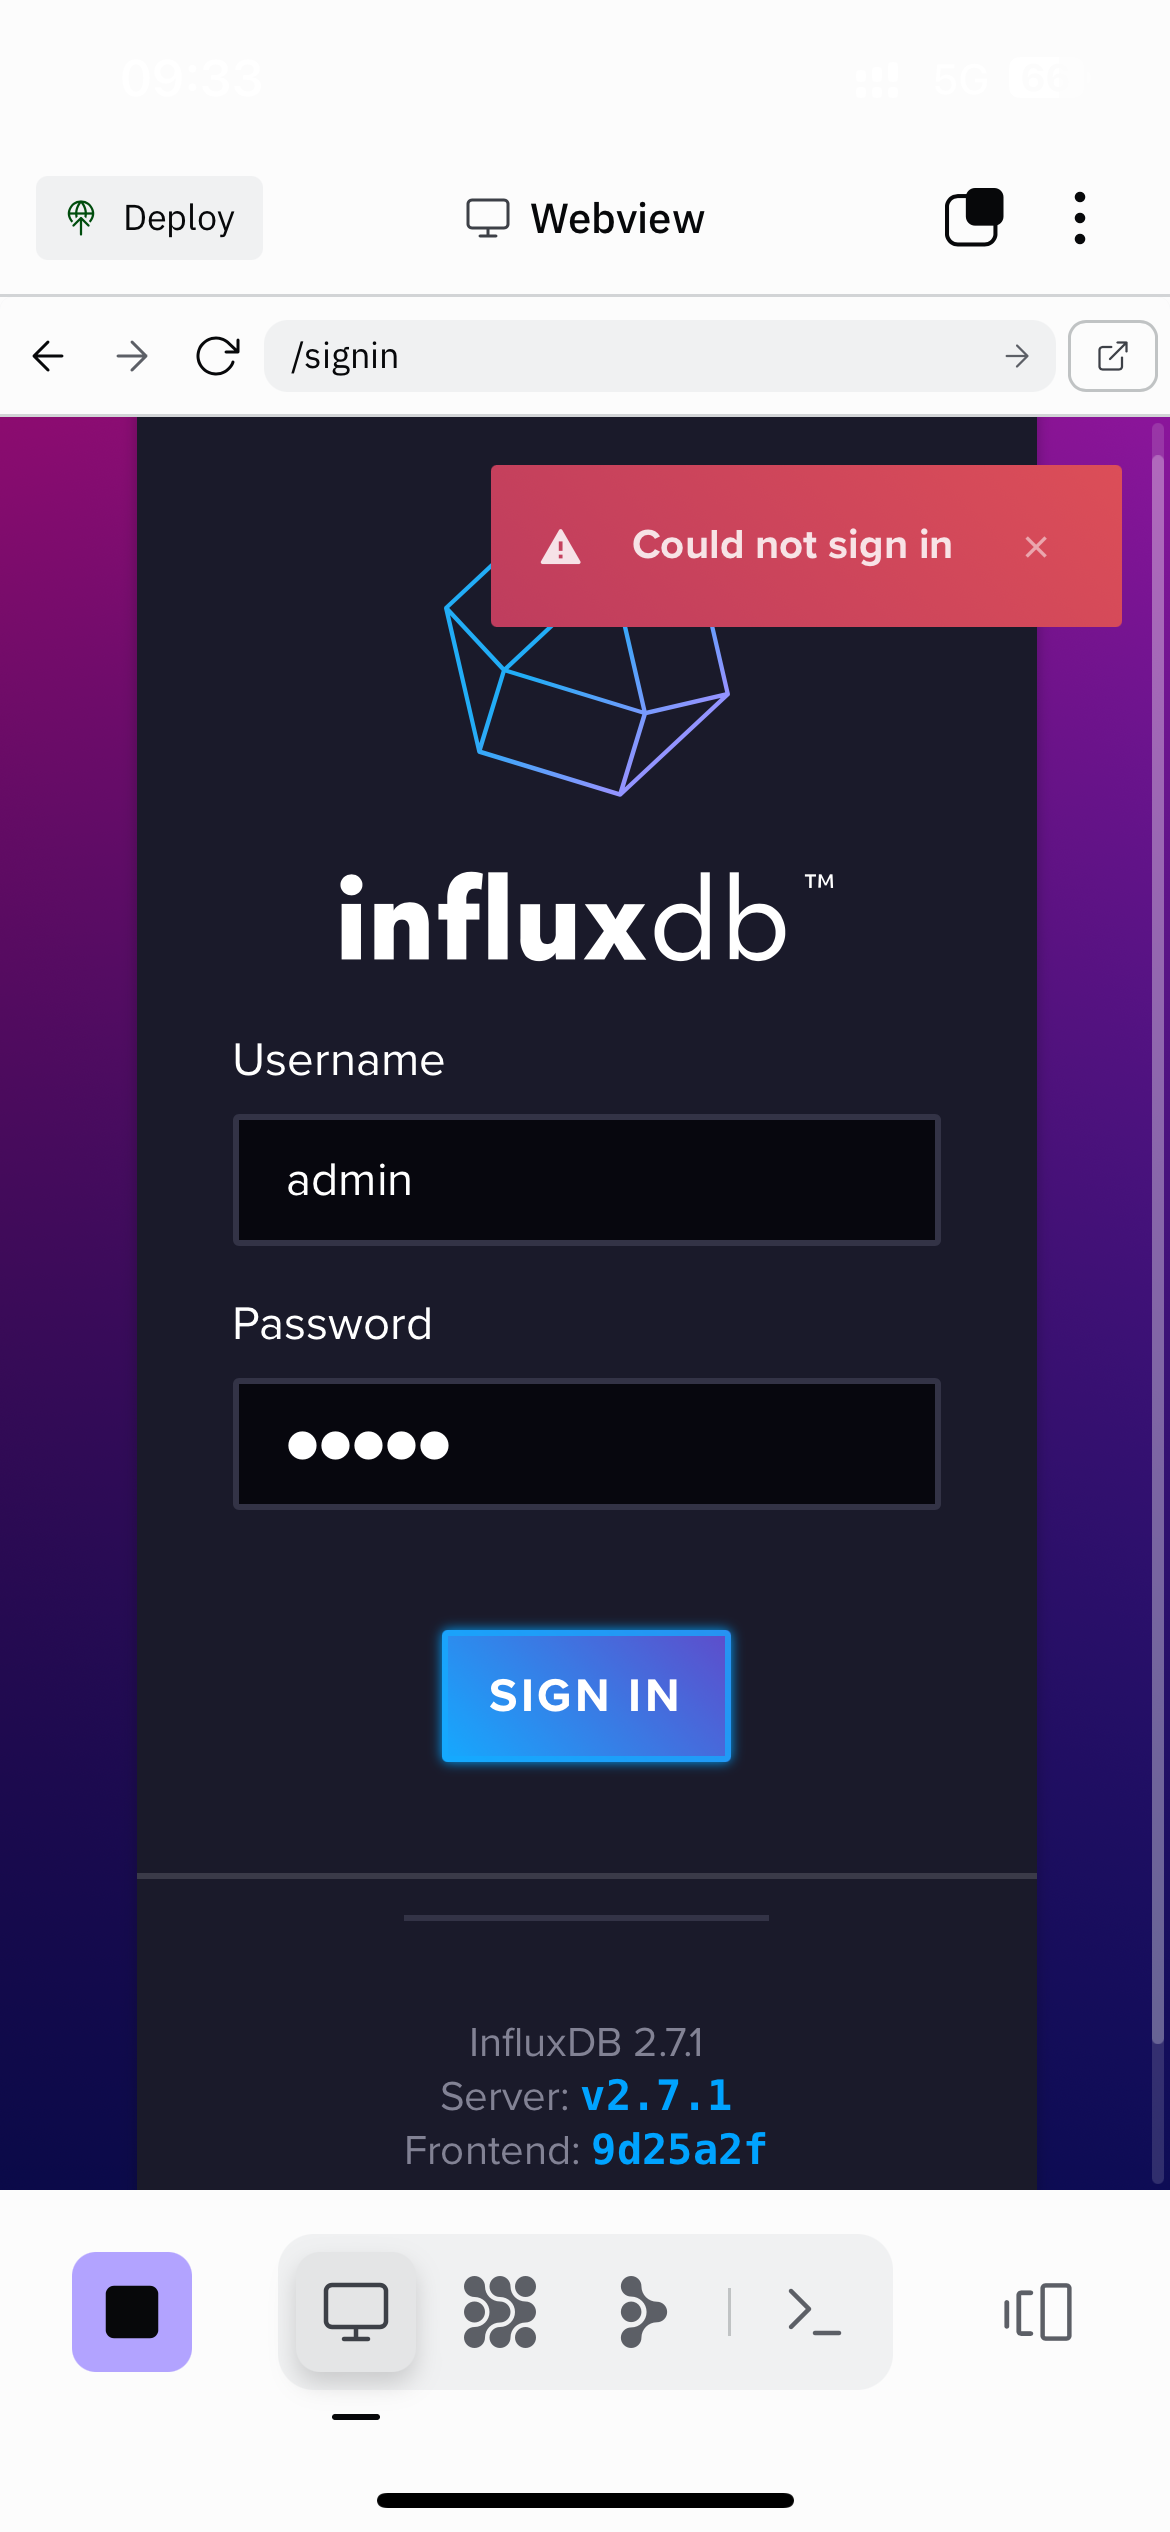 09:33 5G 66
Deploy Webview
/signin
Could not sign in
influxdb™
Username
admin
Password
SIGN IN
InfluxDB 2.7.1
Server: v2.7.1
Frontend: 9d25a2f